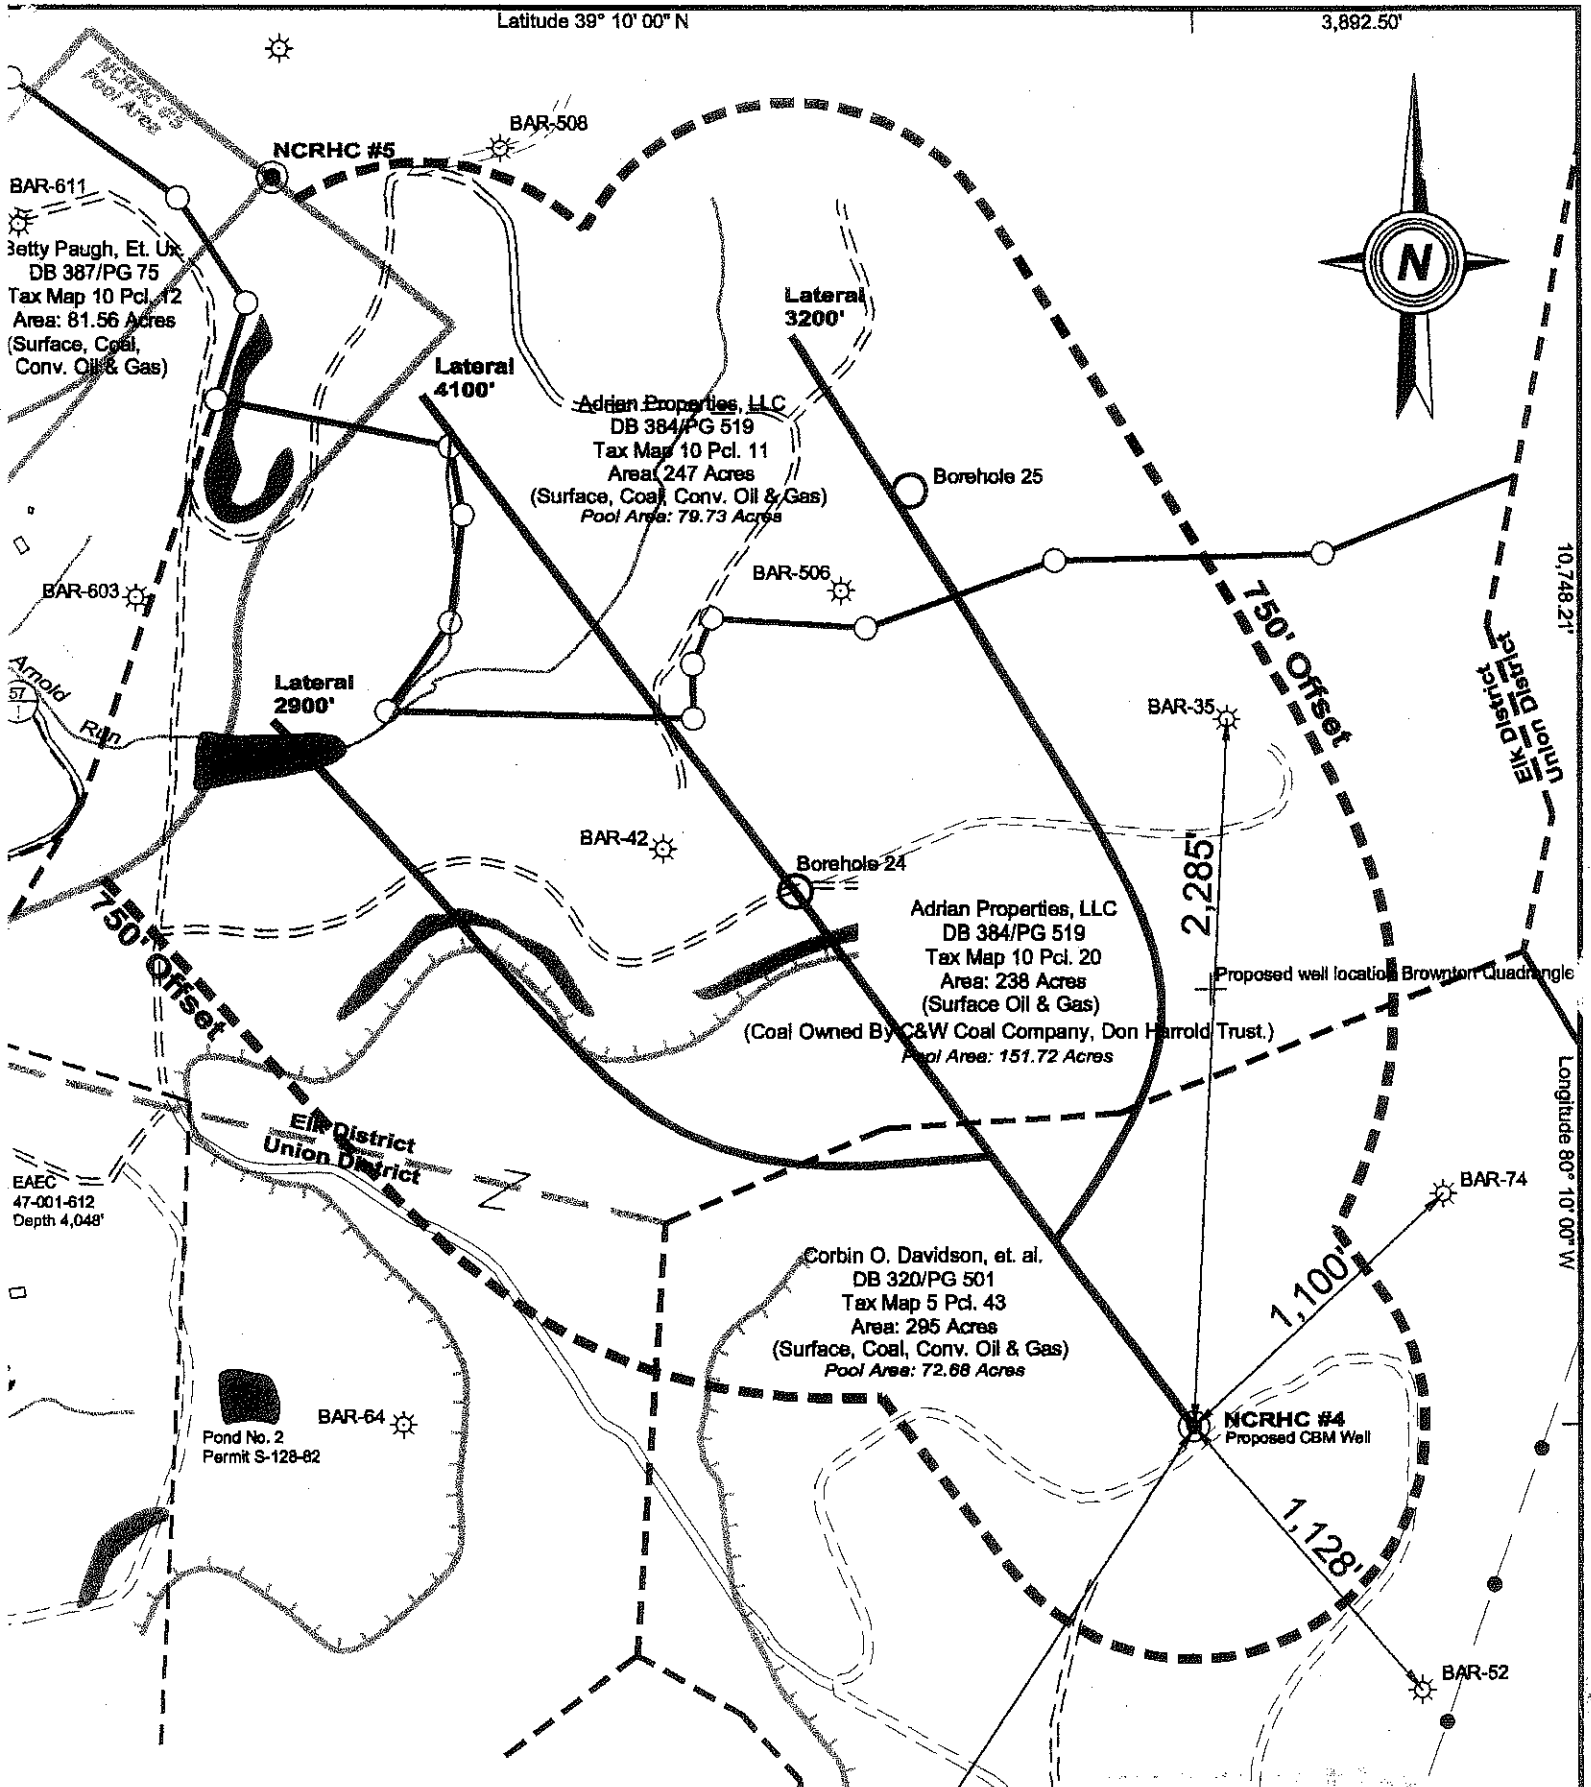 Latitude 39° 10' 00" N
3,892.50'
NCRHC #5
Pool Area
BAR-508
NCRHC #5
BAR-611
Betty Paugh, Et. Ux
DB 387/PG 75
Tax Map 10 Pcl. 12
Area: 81.56 Acres
(Surface, Coal,
Conv. Oil & Gas)
N
Lateral
3200'
Lateral
4100'
Adrian Properties, LLC
DB 384/PG 519
Tax Map 10 Pcl. 11
Area: 247 Acres
(Surface, Coal, Conv. Oil & Gas)
Pool Area: 79.73 Acres
Borehole 25
10,748.21'
BAR-506
BAR-603
750' Offset
Elk District
Union District
Arnold
Run
57
Lateral
2900'
BAR-35
BAR-42
Borehole 24
2,285'
750' Offset
Adrian Properties, LLC
DB 384/PG 519
Tax Map 10 Pcl. 20
Area: 238 Acres
(Surface Oil & Gas)
(Coal Owned By C&W Coal Company, Don Harrold Trust.)
Pool Area: 151.72 Acres
Proposed well location Brownton Quadrangle
Longitude 80° 10' 00" W
Elk District
Union District
EAEC
47-001-612
Depth 4,048'
BAR-74
1,100'
Corbin O. Davidson, et. al.
DB 320/PG 501
Tax Map 5 Pcl. 43
Area: 295 Acres
(Surface, Coal, Conv. Oil & Gas)
Pool Area: 72.68 Acres
BAR-64
Pond No. 2
Permit S-128-82
NCRHC #4
Proposed CBM Well
1,128'
BAR-52